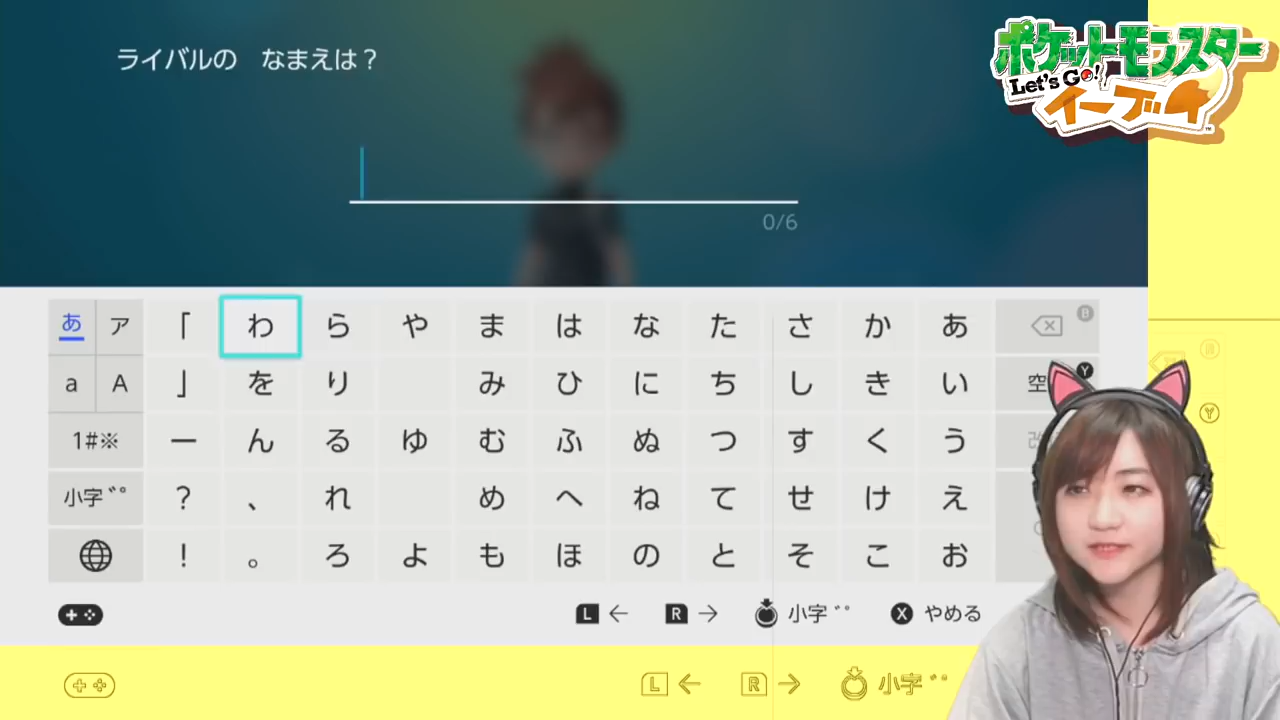 ライバルの なまえは？
ポケットモンスター
Let's Go!
イーブイ
0/6
あ ア 「 わ ら や ま は な た さ か あ B
a A 」 を り み ひ に ち し き い 空 Y
1#※ ー ん る ゆ む ふ ぬ つ す く う Y
小字゛゜ ？ 、 れ め へ ね て せ け え
！ 。 ろ よ も ほ の と そ こ お
L ← R → 小字゛゜ X やめる
L ← R → 小字゛゜